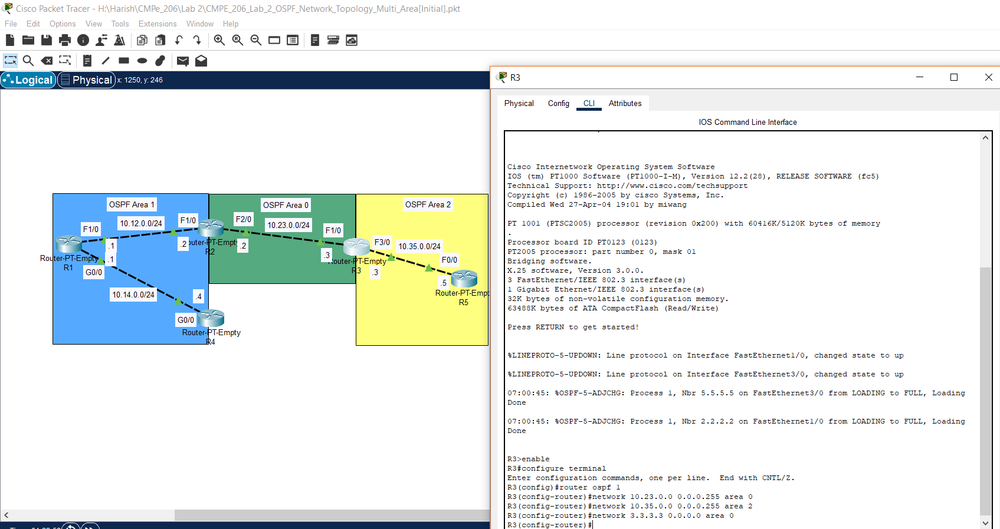 Cisco Packet Tracer - H:\Harish\CMPe_206\Lab 2\CMPE_206_Lab_2_OSPF_Network_Topology_Multi_Area[Initial].pkt
File Edit Options View Tools Extensions Window Help
Logical Physical x: 1250, y: 246
OSPF Area 1
OSPF Area 0
OSPF Area 2
F1/0
10.12.0.0/24
F1/0
F2/0
10.23.0.0/24
F1/0
F3/0
10.35.0.0/24
F0/0
.1
.2
.2
.3
.3
.5
.1
Router-PT-Empty
R1
outer-PT-Empty
R2
outer-PT-Empty
R3
Router-PT-Empt
R5
G0/0
10.14.0.0/24
.4
G0/0
Router-PT-Empty
R4
R3
Physical Config CLI Attributes
IOS Command Line Interface
Cisco Internetwork Operating System Software
IOS (tm) PT1000 Software (PT1000-I-M), Version 12.2(28), RELEASE SOFTWARE (fc5)
Technical Support: http://www.cisco.com/techsupport
Copyright (c) 1986-2005 by cisco Systems, Inc.
Compiled Wed 27-Apr-04 19:01 by miwang
PT 1001 (PTSC2005) processor (revision 0x200) with 60416K/5120K bytes of memory
.
Processor board ID PT0123 (0123)
PT2005 processor: part number 0, mask 01
Bridging software.
X.25 software, Version 3.0.0.
3 FastEthernet/IEEE 802.3 interface(s)
1 Gigabit Ethernet/IEEE 802.3 interface(s)
32K bytes of non-volatile configuration memory.
63488K bytes of ATA CompactFlash (Read/Write)
Press RETURN to get started!
%LINEPROTO-5-UPDOWN: Line protocol on Interface FastEthernet1/0, changed state to up
%LINEPROTO-5-UPDOWN: Line protocol on Interface FastEthernet3/0, changed state to up
07:00:45: %OSPF-5-ADJCHG: Process 1, Nbr 5.5.5.5 on FastEthernet3/0 from LOADING to FULL, Loading
Done
07:00:45: %OSPF-5-ADJCHG: Process 1, Nbr 2.2.2.2 on FastEthernet1/0 from LOADING to FULL, Loading
Done
R3>enable
R3#configure terminal
Enter configuration commands, one per line.  End with CNTL/Z.
R3(config)#router ospf 1
R3(config-router)#network 10.23.0.0 0.0.0.255 area 0
R3(config-router)#network 10.35.0.0 0.0.0.255 area 2
R3(config-router)#network 3.3.3.3 0.0.0.0 area 0
R3(config-router)#